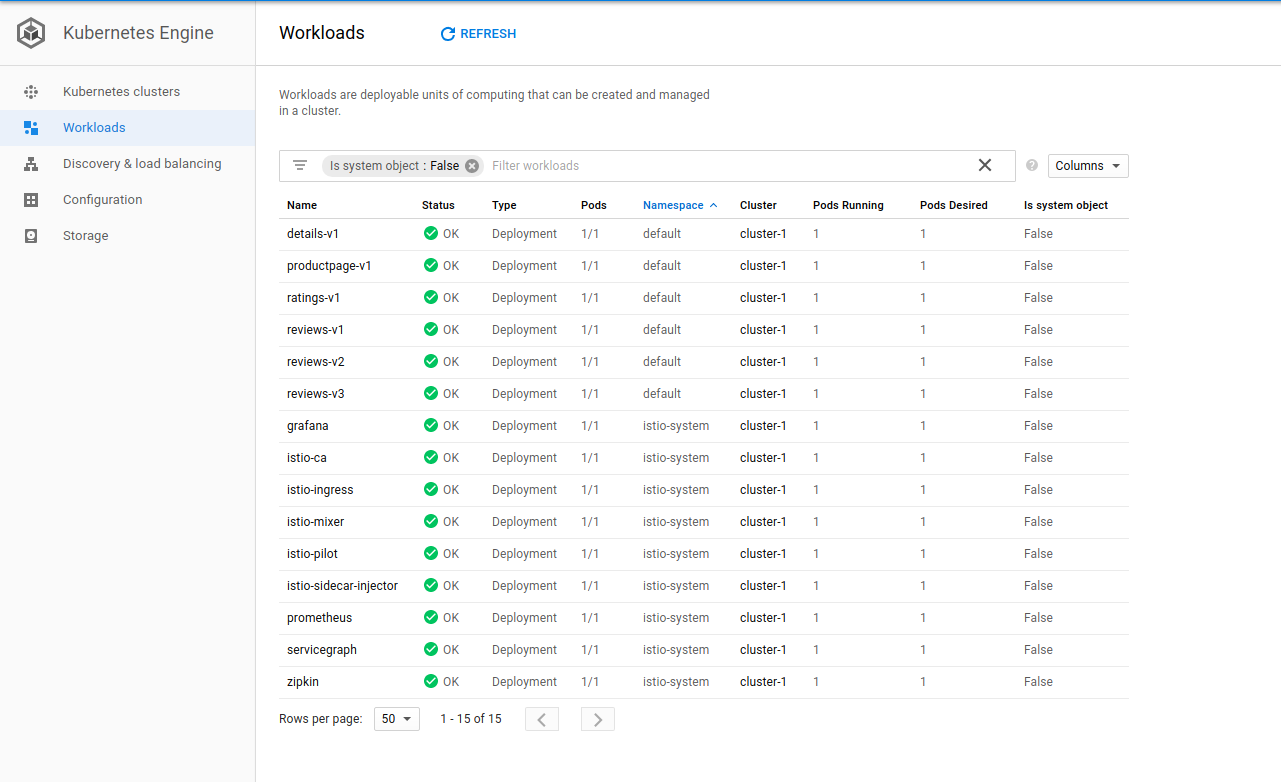 Kubernetes Engine
Workloads
REFRESH
Kubernetes clusters
Workloads
Discovery & load balancing
Configuration
Storage
Workloads are deployable units of computing that can be created and managed
in a cluster.
Is system object : False Filter workloads
Columns
Name Status Type Pods Namespace Cluster Pods Running Pods Desired Is system object
details-v1 OK Deployment 1/1 default cluster-1 1 1 False
productpage-v1 OK Deployment 1/1 default cluster-1 1 1 False
ratings-v1 OK Deployment 1/1 default cluster-1 1 1 False
reviews-v1 OK Deployment 1/1 default cluster-1 1 1 False
reviews-v2 OK Deployment 1/1 default cluster-1 1 1 False
reviews-v3 OK Deployment 1/1 default cluster-1 1 1 False
grafana OK Deployment 1/1 istio-system cluster-1 1 1 False
istio-ca OK Deployment 1/1 istio-system cluster-1 1 1 False
istio-ingress OK Deployment 1/1 istio-system cluster-1 1 1 False
istio-mixer OK Deployment 1/1 istio-system cluster-1 1 1 False
istio-pilot OK Deployment 1/1 istio-system cluster-1 1 1 False
istio-sidecar-injector OK Deployment 1/1 istio-system cluster-1 1 1 False
prometheus OK Deployment 1/1 istio-system cluster-1 1 1 False
servicegraph OK Deployment 1/1 istio-system cluster-1 1 1 False
zipkin OK Deployment 1/1 istio-system cluster-1 1 1 False
Rows per page: 50 1 - 15 of 15